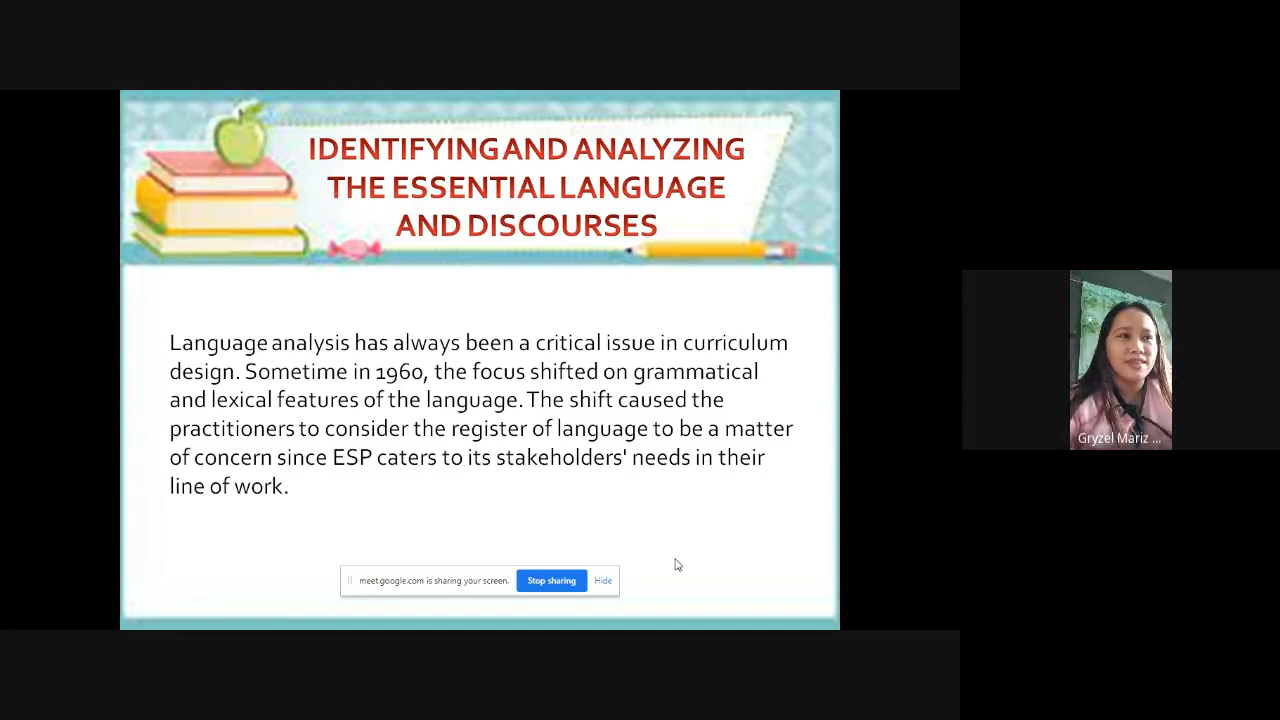 IDENTIFYING AND ANALYZING
THE ESSENTIAL LANGUAGE
AND DISCOURSES
Language analysis has always been a critical issue in curriculum
design. Sometime in 1960, the focus shifted on grammatical
and lexical features of the language. The shift caused the
practitioners to consider the register of language to be a matter
of concern since ESP caters to its stakeholders' needs in their
line of work.
meet.google.com is sharing your screen. Stop sharing Hide
Gryzel Mariz ...